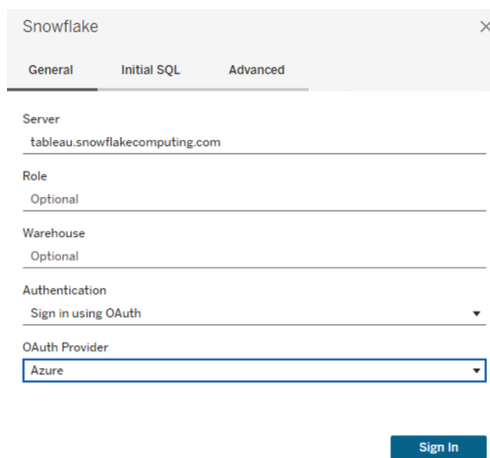 Snowflake
General Initial SQL Advanced
Server
tableau.snowflakecomputing.com
Role
Optional
Warehouse
Optional
Authentication
Sign in using OAuth
OAuth Provider
Azure
Sign In